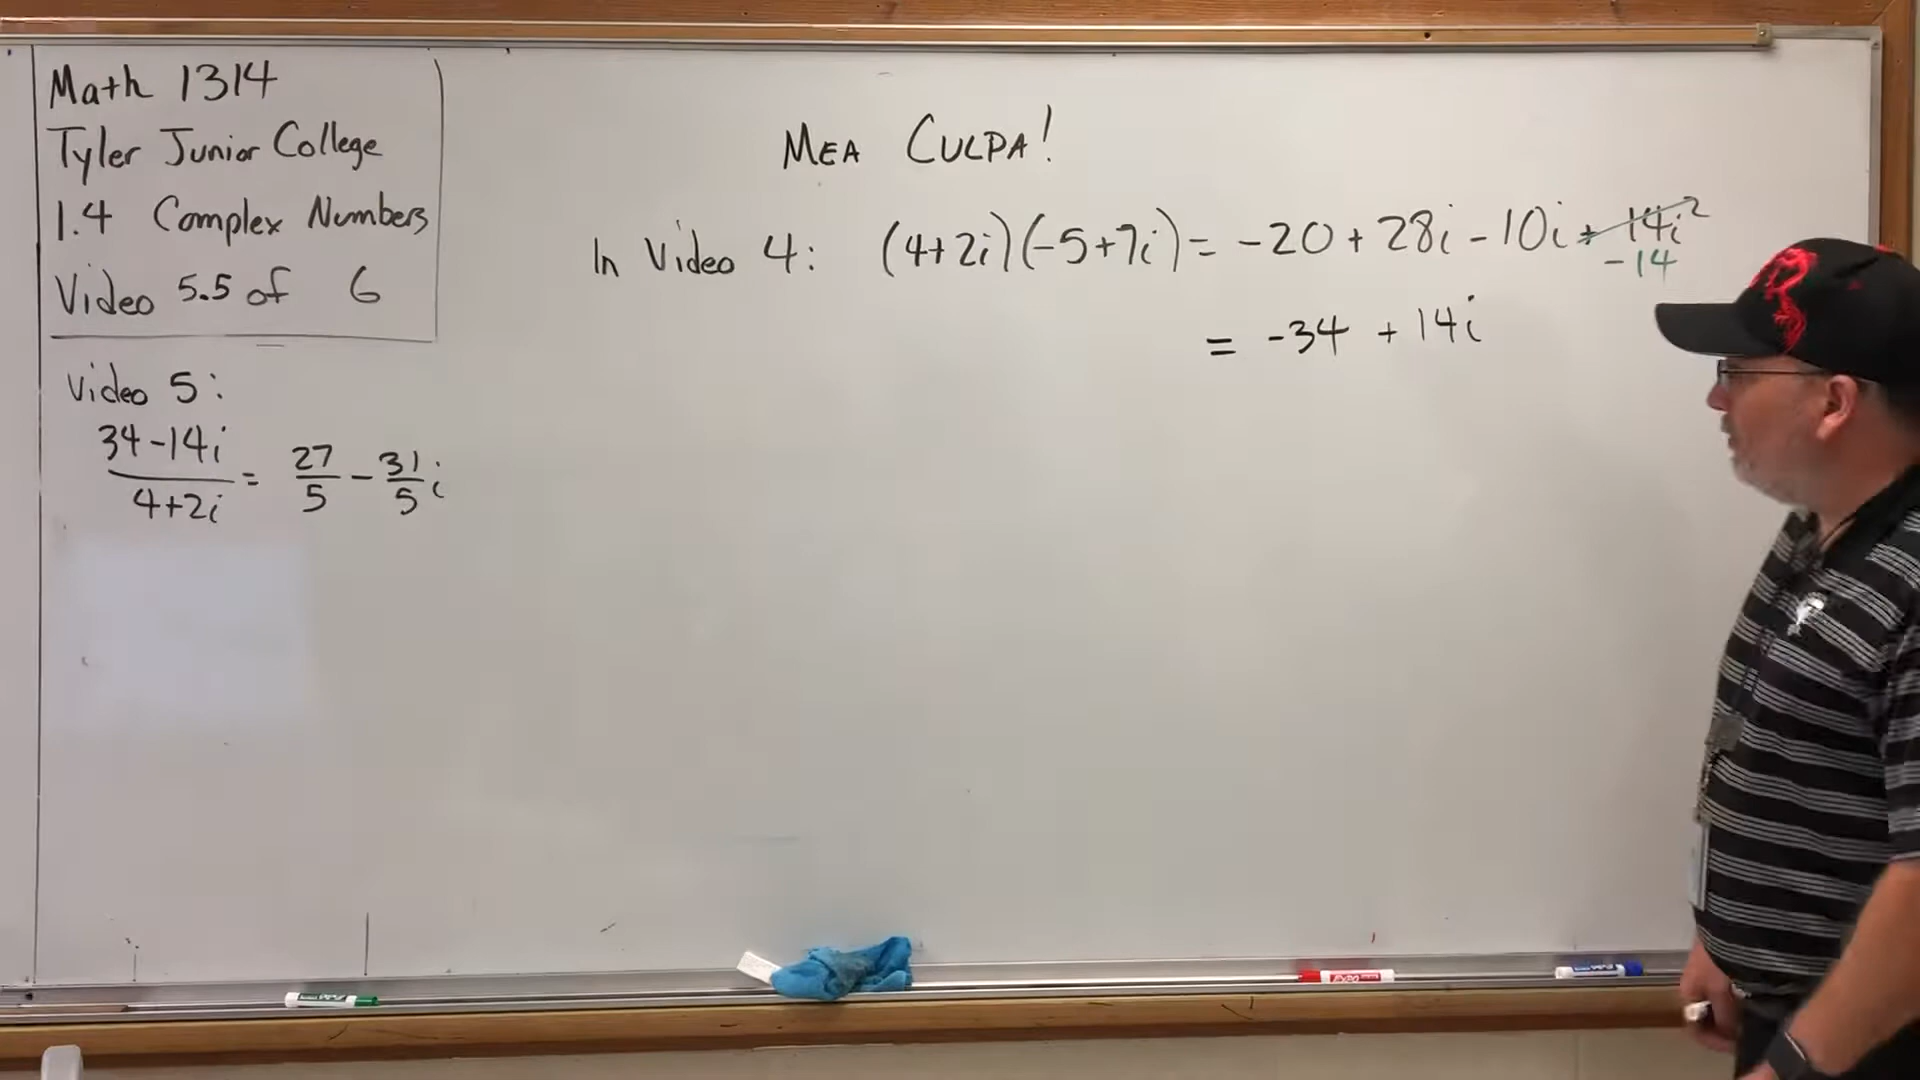 Math 1314
Tyler Junior College
1.4 Complex Numbers
Video 5.5 of 6
Video 5:
34-14i
4+2i
= 27/5 - 31/5 i
MEA CULPA!
In Video 4: (4+2i)(-5+7i) = -20 + 28i - 10i + 14i²
-14
= -34 + 14i
EXPO